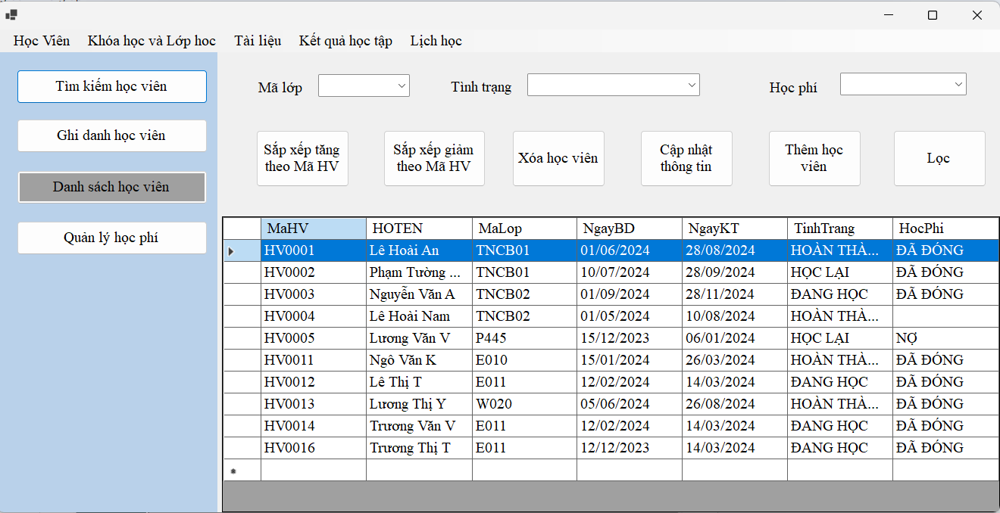 Học Viên Khóa học và Lớp hoc Tài liệu Kết quả học tập Lịch học
Tìm kiếm học viên
Ghi danh học viên
Danh sách học viên
Quản lý học phí
Mã lớp Tình trạng Học phí
Sắp xếp tăng
theo Mã HV
Sắp xếp giảm
theo Mã HV
Xóa học viên
Cập nhật
thông tin
Thêm học
viên
Lọc
MaHV HOTEN MaLop NgayBD NgayKT TinhTrang HocPhi
HV0001 Lê Hoài An TNCB01 01/06/2024 28/08/2024 HOÀN THÀ... ĐÃ ĐÓNG
HV0002 Phạm Tường ... TNCB01 10/07/2024 28/09/2024 HỌC LẠI ĐÃ ĐÓNG
HV0003 Nguyễn Văn A TNCB02 01/09/2024 28/11/2024 ĐANG HỌC ĐÃ ĐÓNG
HV0004 Lê Hoài Nam TNCB02 01/05/2024 10/08/2024 HOÀN THÀ...
HV0005 Lương Văn V P445 15/12/2023 06/01/2024 HỌC LẠI NỢ
HV0011 Ngô Văn K E010 15/01/2024 26/03/2024 HOÀN THÀ... ĐÃ ĐÓNG
HV0012 Lê Thị T E011 12/02/2024 14/03/2024 ĐANG HỌC ĐÃ ĐÓNG
HV0013 Lương Thị Y W020 05/06/2024 26/08/2024 HOÀN THÀ... ĐÃ ĐÓNG
HV0014 Trương Văn V E011 12/02/2024 14/03/2024 ĐANG HỌC ĐÃ ĐÓNG
HV0016 Trương Thị T E011 12/12/2023 14/03/2024 ĐANG HỌC ĐÃ ĐÓNG